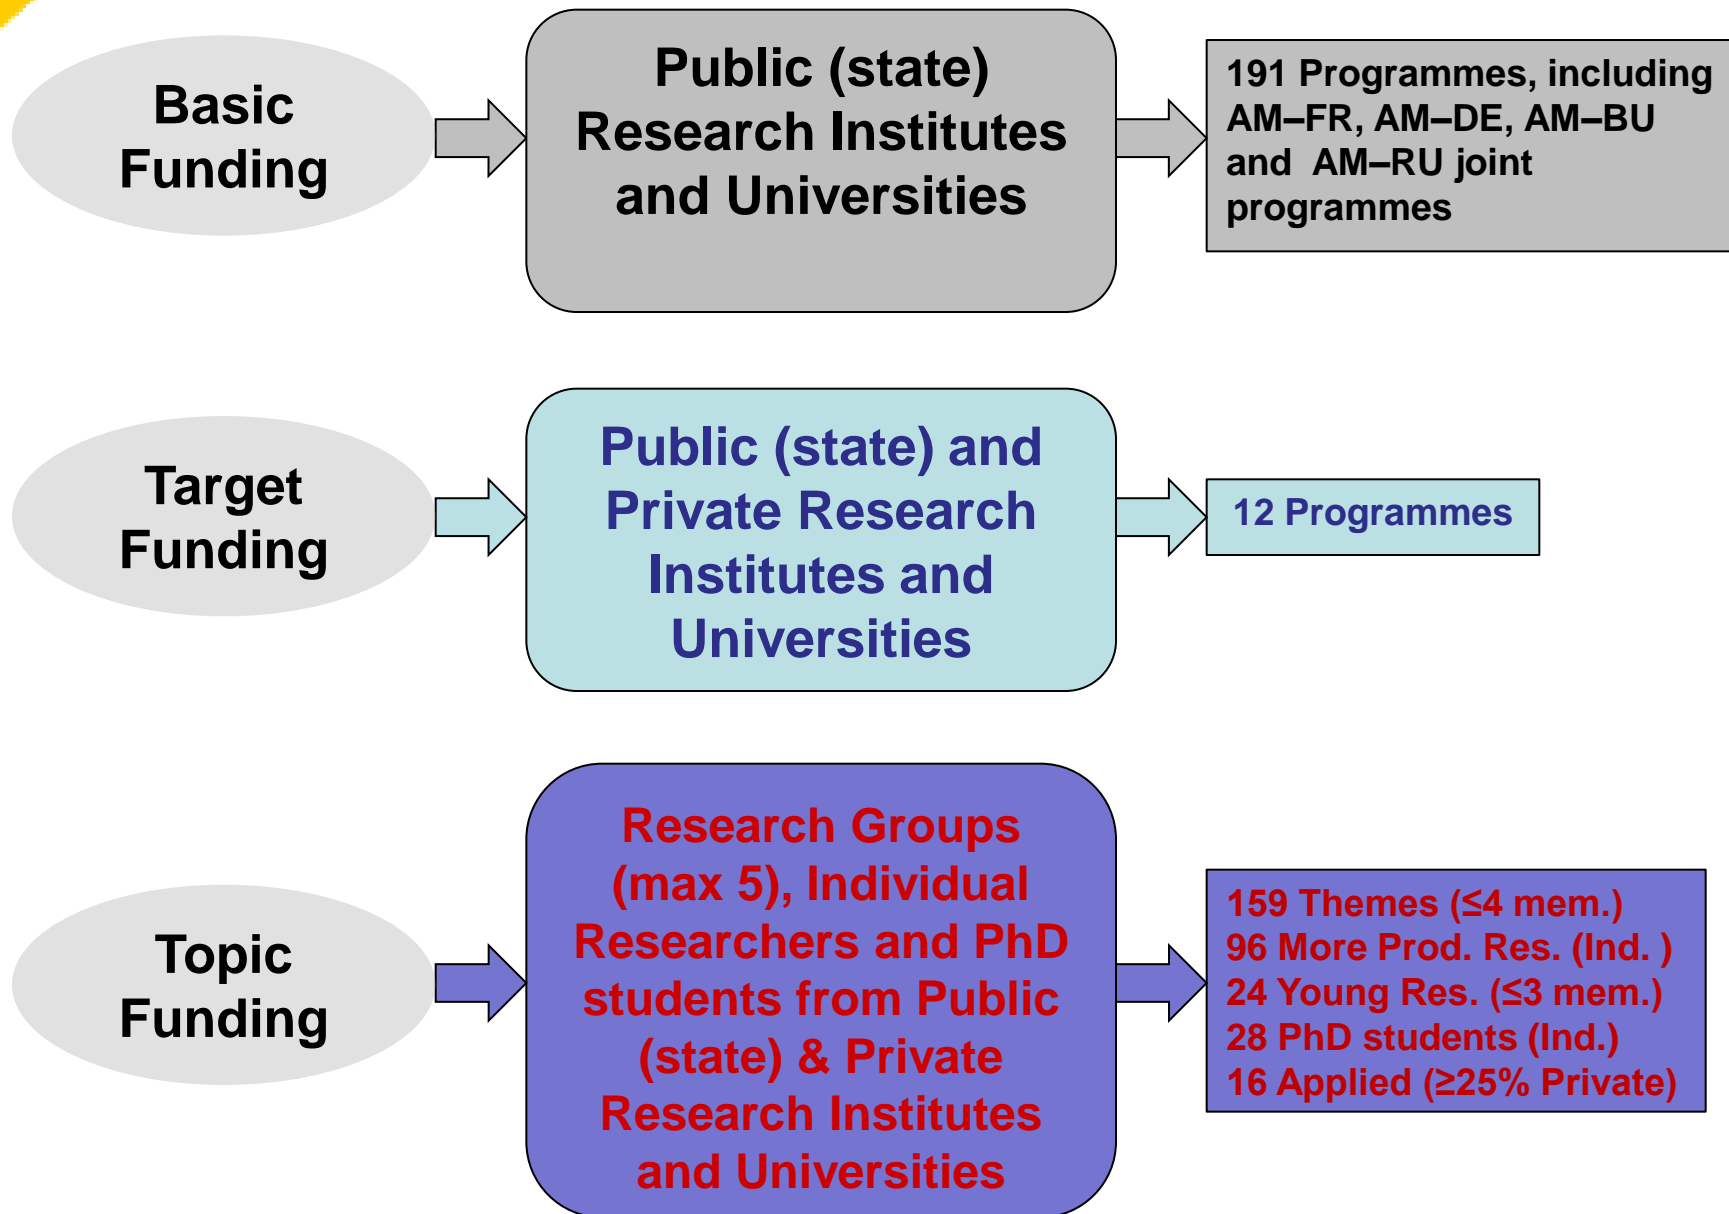 Basic
Funding
Public (state)
Research Institutes
and Universities
191 Programmes, including
AM–FR, AM–DE, AM–BU
and  AM–RU joint
programmes
Target
Funding
Public (state) and
Private Research
Institutes and
Universities
12 Programmes
Topic
Funding
Research Groups
(max 5), Individual
Researchers and PhD
students from Public
(state) & Private
Research Institutes
and Universities
159 Themes (≤4 mem.)
96 More Prod. Res. (Ind. )
24 Young Res. (≤3 mem.)
28 PhD students (Ind.)
16 Applied (≥25% Private)